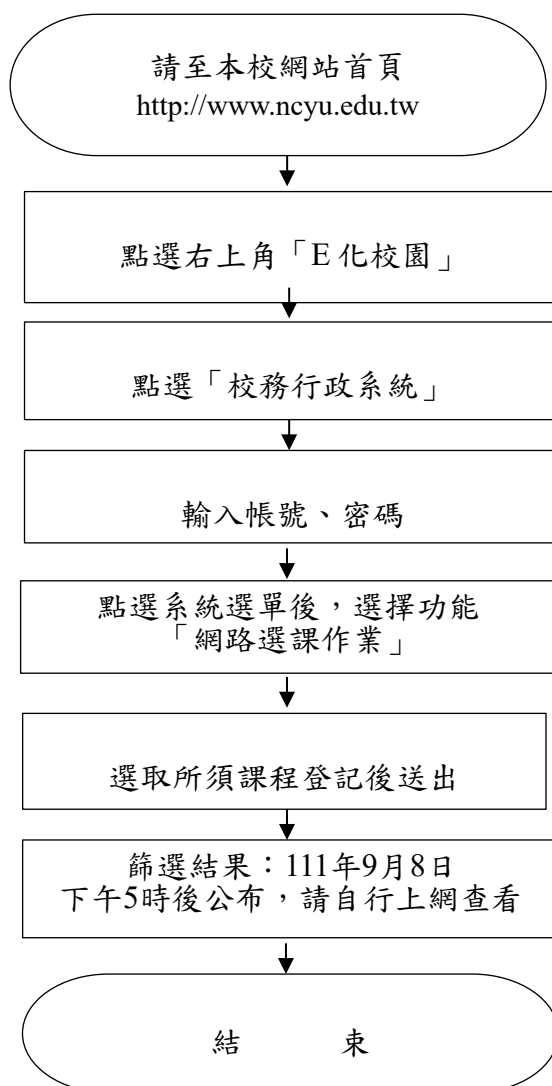 請至本校網站首頁
http://www.ncyu.edu.tw
點選右上角「E化校園」
點選「校務行政系統」
輸入帳號、密碼
點選系統選單後，選擇功能
「網路選課作業」
選取所須課程登記後送出
篩選結果：111年9月8日
下午5時後公布，請自行上網查看
結 束